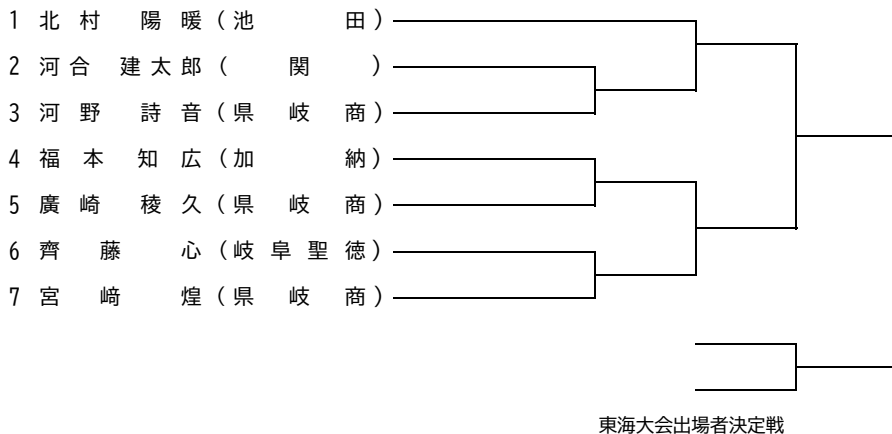 1 北村 陽暖(池 田)
2 河合 建太郎( 関 )
3 河野 詩音(県 岐 商)
4 福本 知広(加 納)
5 廣崎 稜久(県 岐 商)
6 齊藤 心(岐阜聖徳)
7 宮﨑 煌(県 岐 商)
東海大会出場者決定戦